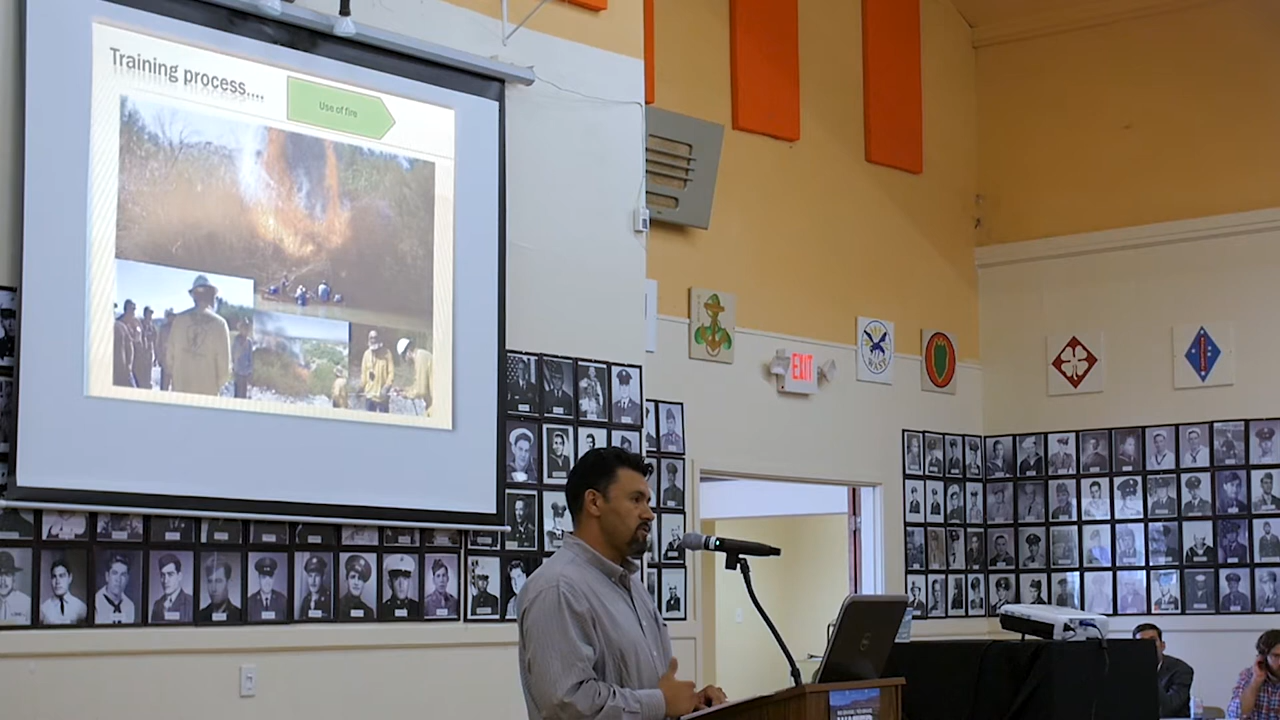 Training process....
Use of fire
EXIT
WASP